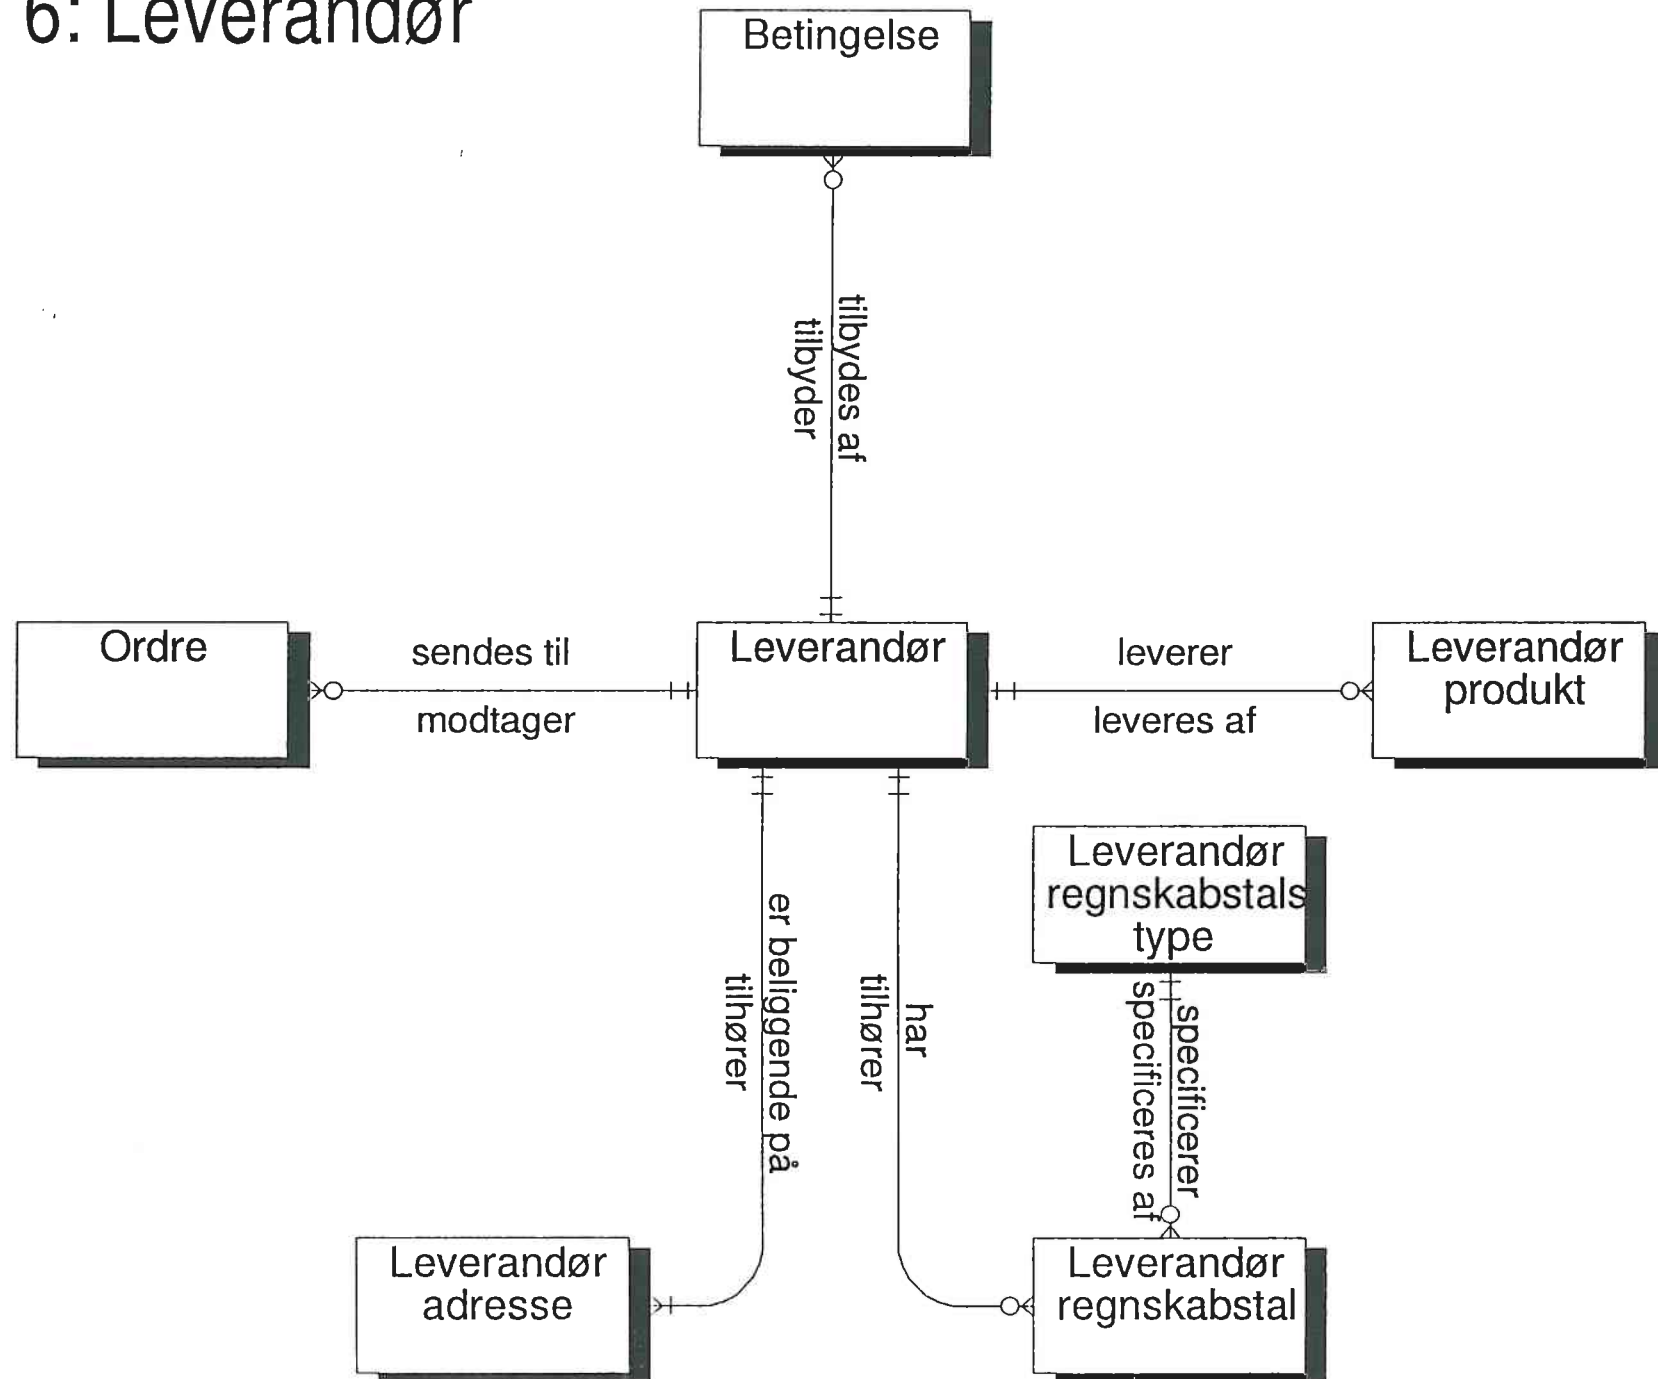 6: Leverandør
Betingelse
tilbydes af
tilbyder
Ordre
sendes til
modtager
Leverandør
leverer
leveres af
Leverandør
produkt
Leverandør
regnskabstals
type
er beliggende på
tilhører
har
tilhører
specificerer
specificeres af
Leverandør
adresse
Leverandør
regnskabstal